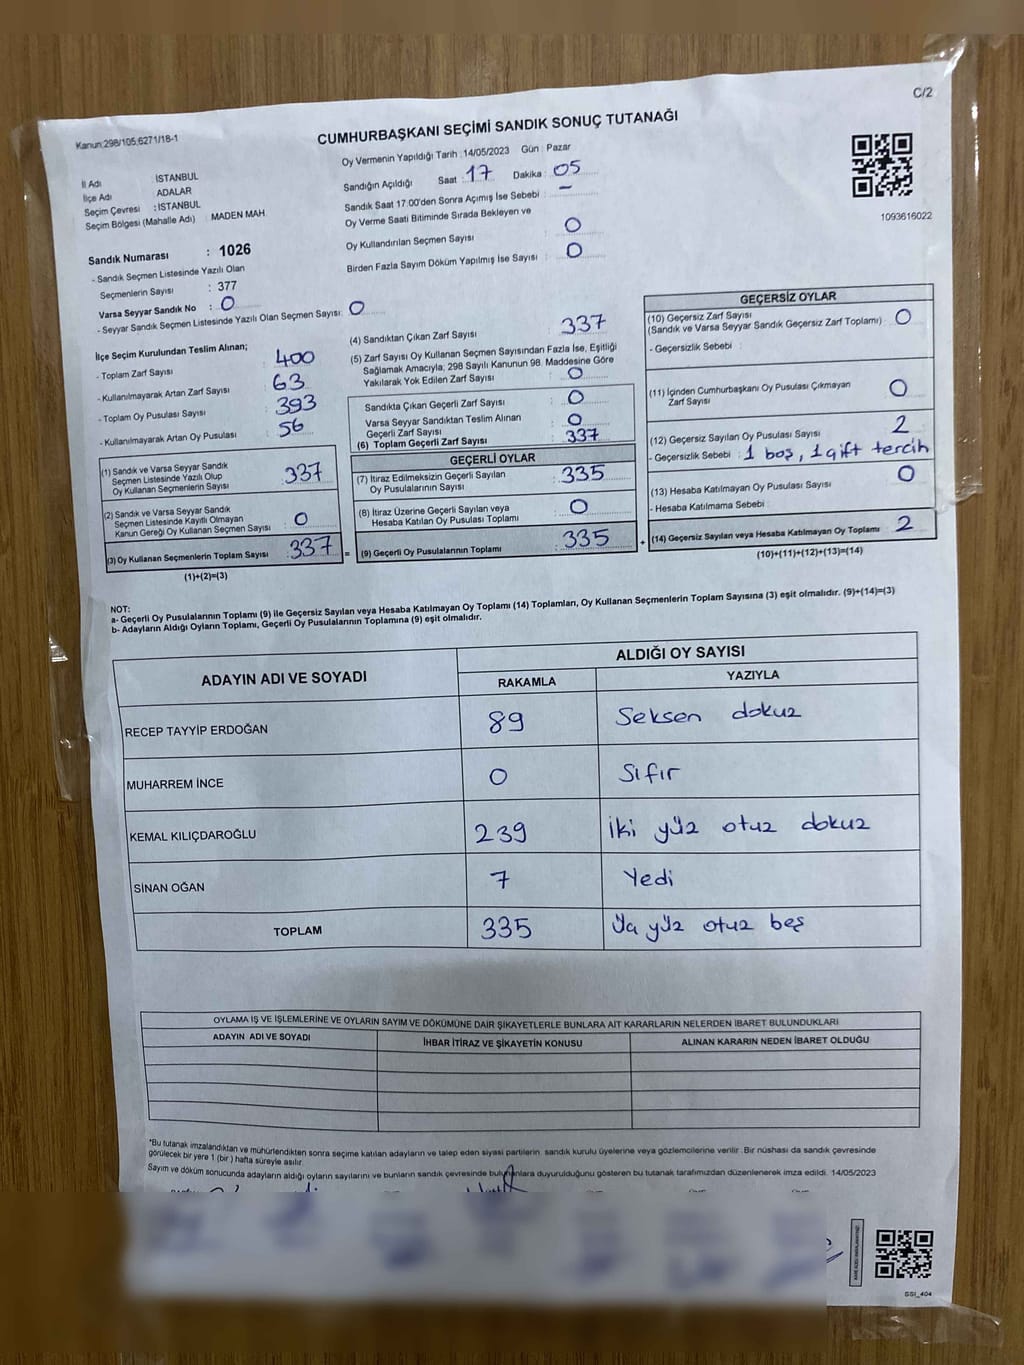 C/2
Kanun:298/105;6271/18-1
CUMHURBAŞKANI SEÇİMİ SANDIK SONUÇ TUTANAĞI
İl Adı İSTANBUL
İlçe Adı ADALAR
Seçim Çevresi : İSTANBUL
Seçim Bölgesi (Mahalle Adı) MADEN MAH.
Oy Vermenin Yapıldığı Tarih : 14/05/2023 Gün : Pazar
Sandığın Açıldığı Saat : 17 Dakika : 05
Sandık Saat 17:00'den Sonra Açımış İse Sebebi : –
Oy Verme Saati Bitiminde Sırada Bekleyen ve
Oy Kullandırılan Seçmen Sayısı : 0
Birden Fazla Sayım Döküm Yapılmış İse Sayısı : 0
1093616022
Sandık Numarası : 1026
- Sandık Seçmen Listesinde Yazılı Olan
Seçmenlerin Sayısı : 377
Varsa Seyyar Sandık No : 0
- Seyyar Sandık Seçmen Listesinde Yazılı Olan Seçmen Sayısı: 0
İlçe Seçim Kurulundan Teslim Alınan;
- Toplam Zarf Sayısı : 400
- Kullanılmayarak Artan Zarf Sayısı : 63
- Toplam Oy Pusulası Sayısı : 393
- Kullanılmayarak Artan Oy Pusulası : 56
(1) Sandık ve Varsa Seyyar Sandık
Seçmen Listesinde Yazılı Olup
Oy Kullanan Seçmenlerin Sayısı : 337
(2) Sandık ve Varsa Seyyar Sandık
Seçmen Listesinde Kayıtlı Olmayan
Kanun Gereği Oy Kullanan Seçmen Sayısı : 0
(3) Oy Kullanan Seçmenlerin Toplam Sayısı : 337 =
(1)+(2)=(3)
(4) Sandıktan Çıkan Zarf Sayısı : 337
(5) Zarf Sayısı Oy Kullanan Seçmen Sayısından Fazla İse, Eşitliği
Sağlamak Amacıyla; 298 Sayılı Kanunun 98. Maddesine Göre
Yakılarak Yok Edilen Zarf Sayısı : 0
Sandıkta Çıkan Geçerli Zarf Sayısı : 0
Varsa Seyyar Sandıktan Teslim Alınan
Geçerli Zarf Sayısı : 0
(6) Toplam Geçerli Zarf Sayısı : 337
GEÇERLİ OYLAR
(7) İtiraz Edilmeksizin Geçerli Sayılan
Oy Pusulalarının Sayısı : 335
(8) İtiraz Üzerine Geçerli Sayılan veya
Hesaba Katılan Oy Pusulası Toplamı : 0
(9) Geçerli Oy Pusulalarının Toplamı : 335 +
GEÇERSİZ OYLAR
(10) Geçersiz Zarf Sayısı
(Sandık ve Varsa Seyyar Sandık Geçersiz Zarf Toplamı) : 0
- Geçersizlik Sebebi :
(11) İçinden Cumhurbaşkanı Oy Pusulası Çıkmayan
Zarf Sayısı : 0
(12) Geçersiz Sayılan Oy Pusulası Sayısı : 2
- Geçersizlik Sebebi : 1 boş, 1 çift tercih
(13) Hesaba Katılmayan Oy Pusulası Sayısı : 0
- Hesaba Katılmama Sebebi :
(14) Geçersiz Sayılan veya Hesaba Katılmayan Oy Toplamı : 2
(10)+(11)+(12)+(13)=(14)
NOT:
a- Geçerli Oy Pusulalarının Toplamı (9) ile Geçersiz Sayılan veya Hesaba Katılmayan Oy Toplamı (14) Toplamları, Oy Kullanan Seçmenlerin Toplam Sayısına (3) eşit olmalıdır. (9)+(14)=(3)
b- Adayların Aldığı Oyların Toplamı, Geçerli Oy Pusulalarının Toplamına (9) eşit olmalıdır.
ADAYIN ADI VE SOYADI ALDIĞI OY SAYISI
RAKAMLA YAZIYLA
RECEP TAYYİP ERDOĞAN 89 Seksen dokuz
MUHARREM İNCE 0 Sıfır
KEMAL KILIÇDAROĞLU 239 İki yüz otuz dokuz
SİNAN OĞAN 7 Yedi
TOPLAM 335 yüz otuz beş
OYLAMA İŞ VE İŞLEMLERİNE VE OYLARIN SAYIM VE DÖKÜMÜNE DAİR ŞİKAYETLERLE BUNLARA AİT KARARLARIN NELERDEN İBARET BULUNDUKLARI
ADAYIN ADI VE SOYADI İHBAR İTİRAZ VE ŞİKAYETİN KONUSU ALINAN KARARIN NEDEN İBARET OLDUĞU
*Bu tutanak imzalandıktan ve mühürlendikten sonra seçime katılan adayların ve talep eden siyasi partilerin sandık kurulu üyelerine veya gözlemcilerine verilir. Bir nüshası da sandık çevresinde
görülecek bir yere 1 (bir) hafta süreyle asılır.
Sayım ve döküm sonucunda adayların aldığı oyların sayılarını ve bunların sandık çevresinde bulunanlara duyurulduğunu gösteren bu tutanak tarafımızdan düzenlenerek imza edildi. 14/05/2023
SSI_404